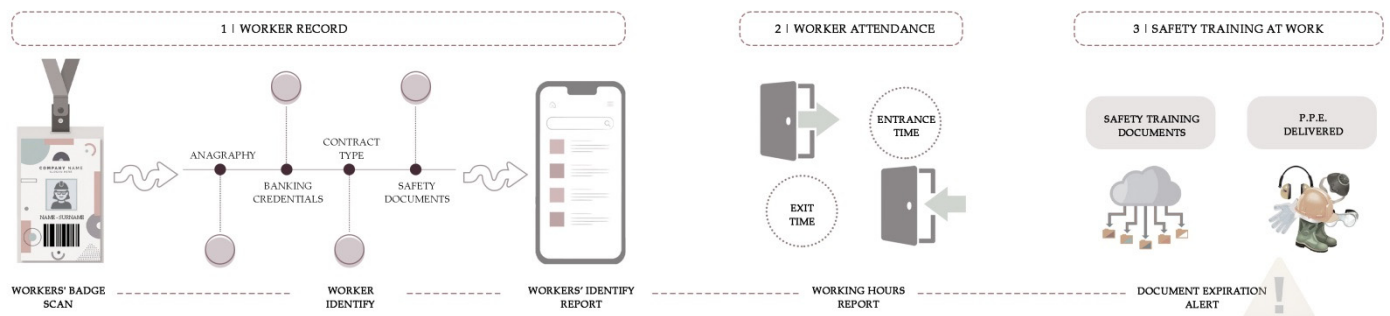 1 | WORKER RECORD
2 | WORKER ATTENDANCE
3 | SAFETY TRAINING AT WORK
COMPANY NAME
NAME - SURNAME
ANAGRAPHY
BANKING
CREDENTIALS
CONTRACT
TYPE
SAFETY
DOCUMENTS
ENTRANCE
TIME
EXIT
TIME
SAFETY TRAINING
DOCUMENTS
P.P.E.
DELIVERED
WORKERS' BADGE
SCAN
WORKER
IDENTIFY
WORKERS' IDENTIFY
REPORT
WORKING HOURS
REPORT
DOCUMENT EXPIRATION
ALERT
!